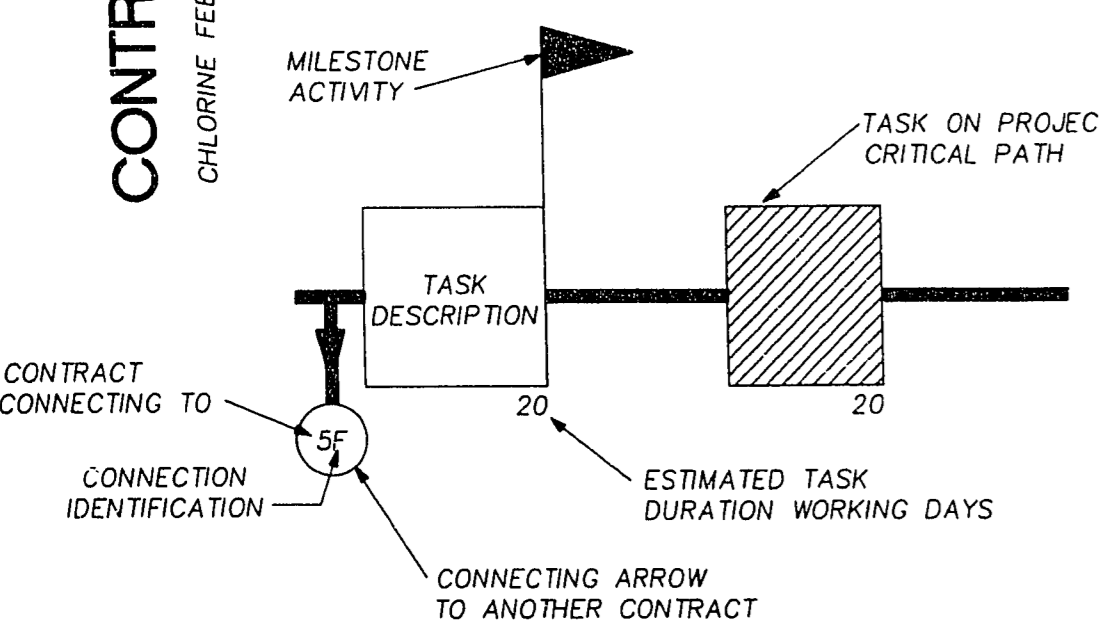 CONTR
CHLORINE FEE
MILESTONE
ACTIVITY
TASK ON PROJEC
CRITICAL PATH
TASK
DESCRIPTION
CONTRACT
CONNECTING TO
20
20
5F
CONNECTION
IDENTIFICATION
ESTIMATED TASK
DURATION WORKING DAYS
CONNECTING ARROW
TO ANOTHER CONTRACT